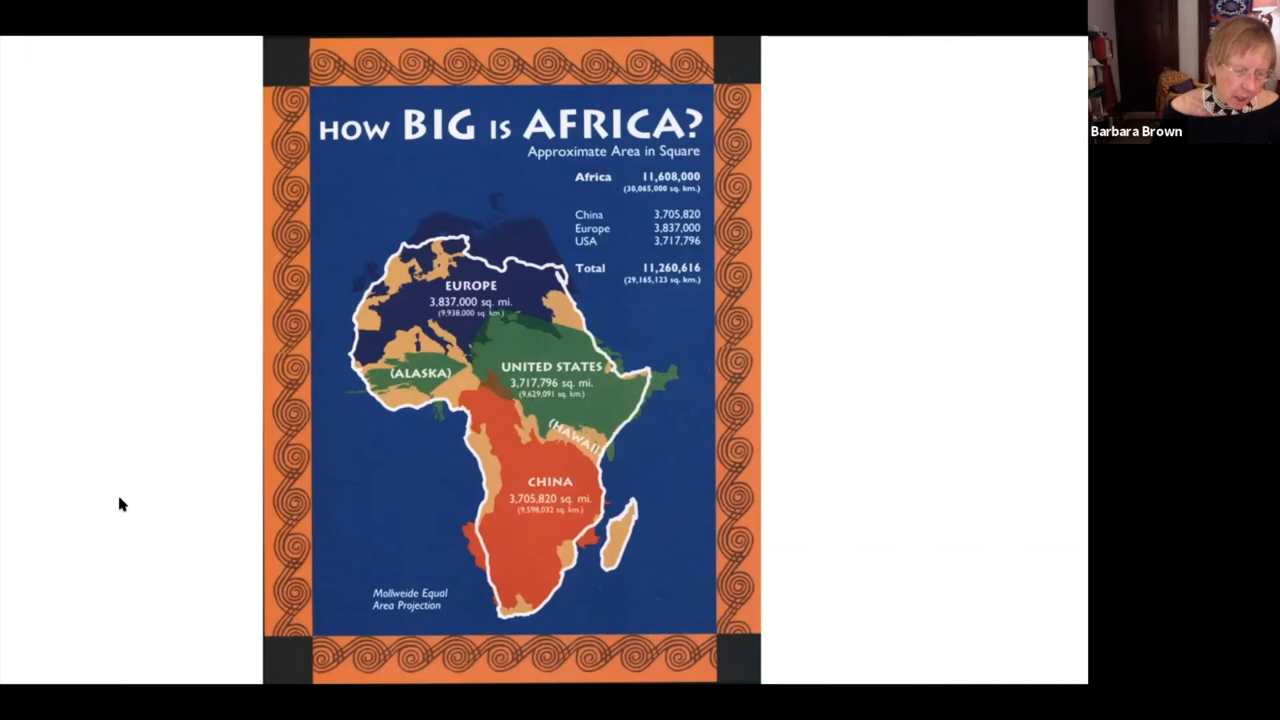 HOW BIG IS AFRICA?
Approximate Area in Square
Africa 11,608,000
(30,065,000 sq. km.)
China 3,705,820
Europe 3,837,000
USA 3,717,796
Total 11,260,616
(29,165,123 sq. km.)
EUROPE
3,837,000 sq. mi.
(9,938,000 sq. km.)
(ALASKA)
UNITED STATES
3,717,796 sq. mi.
(9,629,091 sq. km.)
(HAWAII)
CHINA
3,705,820 sq. mi.
(9,598,032 sq. km.)
Mollweide Equal
Area Projection
Barbara Brown